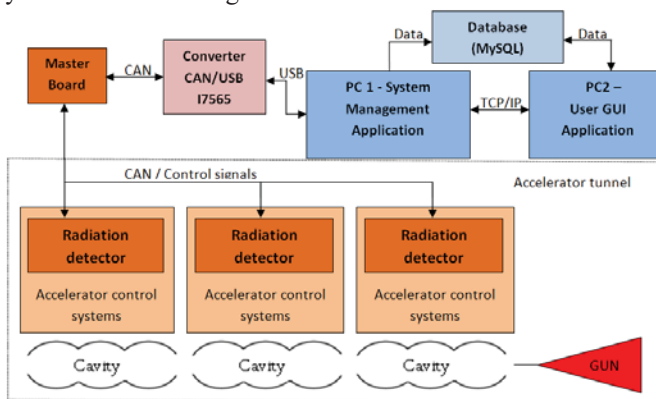 Database
(MySQL)
Data
Data
Master
Board
CAN
Converter
CAN/USB
I7565
USB
PC 1 - System
Management
Application
TCP/IP
PC2 –
User GUI
Application
CAN / Control signals
Accelerator tunnel
Radiation
detector
Accelerator control
systems
Radiation
detector
Accelerator control
systems
Radiation
detector
Accelerator control
systems
Cavity
Cavity
Cavity
GUN